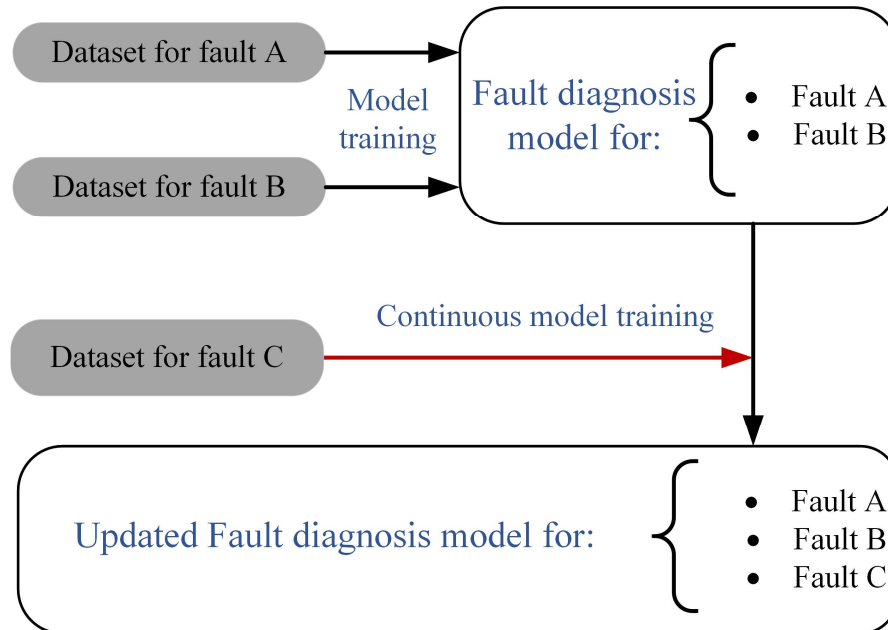 Dataset for fault A
Model
training
Dataset for fault B
Fault diagnosis
model for:
• Fault A
• Fault B
Continuous model training
Dataset for fault C
Updated Fault diagnosis model for:
• Fault A
• Fault B
• Fault C